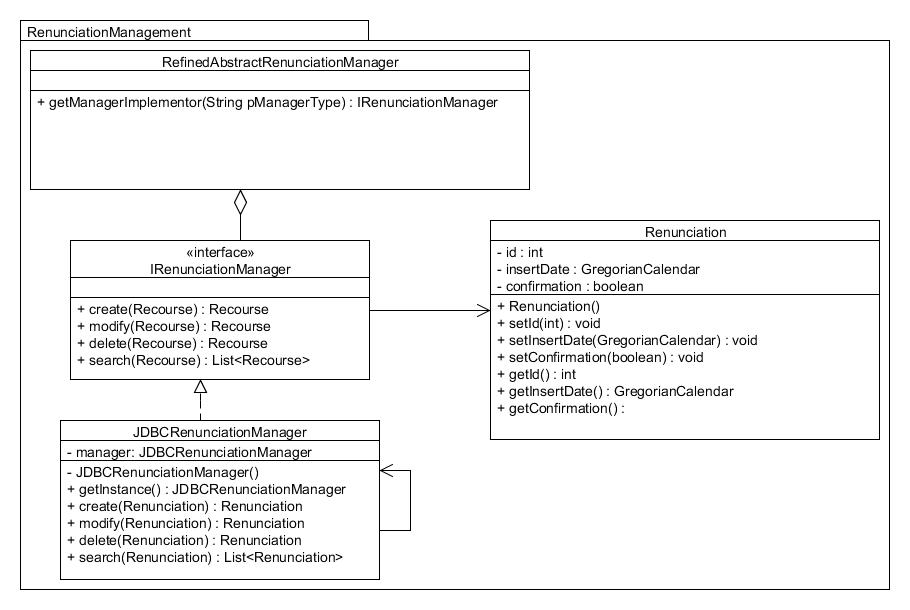 RenunciationManagement
RefinedAbstractRenunciationManager
+ getManagerImplementor(String pManagerType) : IRenunciationManager
«interface»
IRenunciationManager
+ create(Recourse) : Recourse
+ modify(Recourse) : Recourse
+ delete(Recourse) : Recourse
+ search(Recourse) : List<Recourse>
Renunciation
- id : int
- insertDate : GregorianCalendar
- confirmation : boolean
+ Renunciation()
+ setId(int) : void
+ setInsertDate(GregorianCalendar) : void
+ setConfirmation(boolean) : void
+ getId() : int
+ getInsertDate() : GregorianCalendar
+ getConfirmation() :
JDBCRenunciationManager
- manager: JDBCRenunciationManager
- JDBCRenunciationManager()
+ getInstance() : JDBCRenunciationManager
+ create(Renunciation) : Renunciation
+ modify(Renunciation) : Renunciation
+ delete(Renunciation) : Renunciation
+ search(Renunciation) : List<Renunciation>